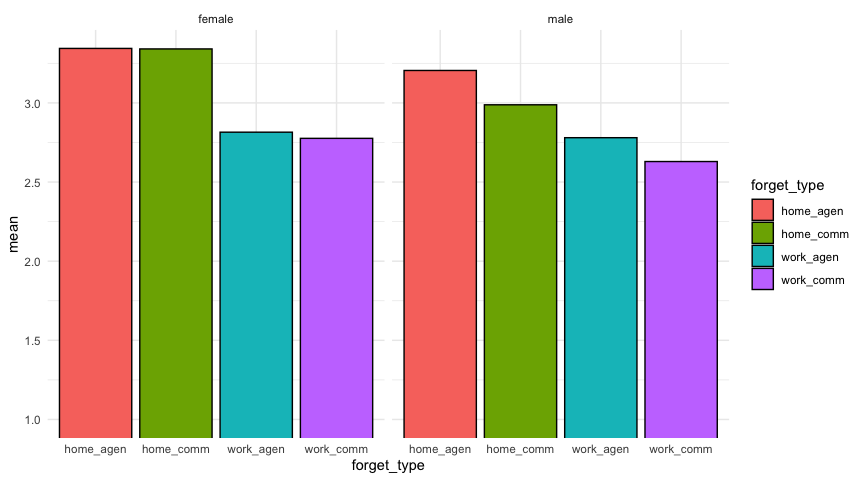 female male
3.0
2.5
2.0
1.5
1.0
mean
home_agen home_comm work_agen work_comm home_agen home_comm work_agen work_comm
forget_type
forget_type
home_agen
home_comm
work_agen
work_comm